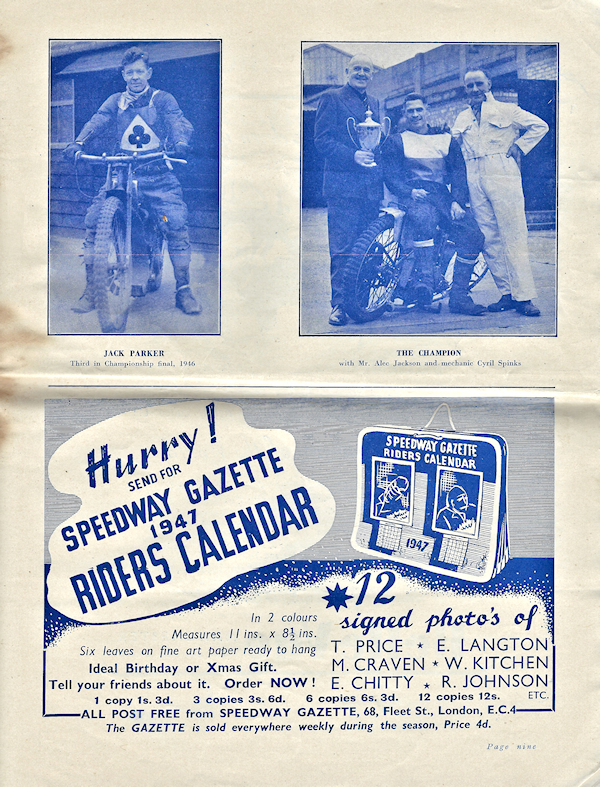 JACK PARKER
Third in Championship final, 1946
THE CHAMPION
with Mr. Alec Jackson and mechanic Cyril Spinks
Hurry!
SEND FOR
SPEEDWAY GAZETTE
1947
RIDERS CALENDAR
SPEEDWAY GAZETTE
RIDERS CALENDAR
1947
12
signed photo's of
In 2 colours
Measures 11 ins. x 8½ ins.
Six leaves on fine art paper ready to hang
Ideal Birthday or Xmas Gift.
Tell your friends about it. Order NOW!
T. PRICE ★ E. LANGTON
M. CRAVEN ★ W. KITCHEN
E. CHITTY ★ R. JOHNSON
ETC.
1 copy 1s. 3d. 3 copies 3s. 6d. 6 copies 6s. 3d. 12 copies 12s.
ALL POST FREE from SPEEDWAY GAZETTE, 68, Fleet St., London, E.C.4
The GAZETTE is sold everywhere weekly during the season, Price 4d.
Page nine